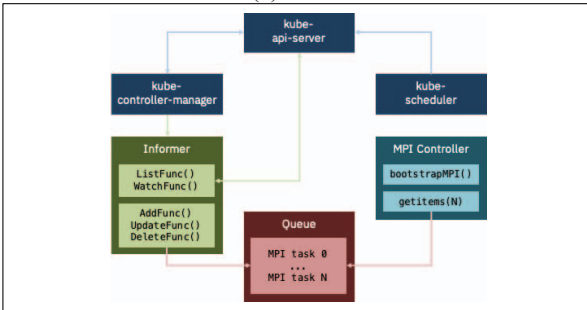 kube-
api-server
kube-
controller-manager
kube-
scheduler
Informer
ListFunc()
WatchFunc()
AddFunc()
UpdateFunc()
DeleteFunc()
MPI Controller
bootstrapMPI()
getitems(N)
Queue
MPI task 0
...
MPI task N